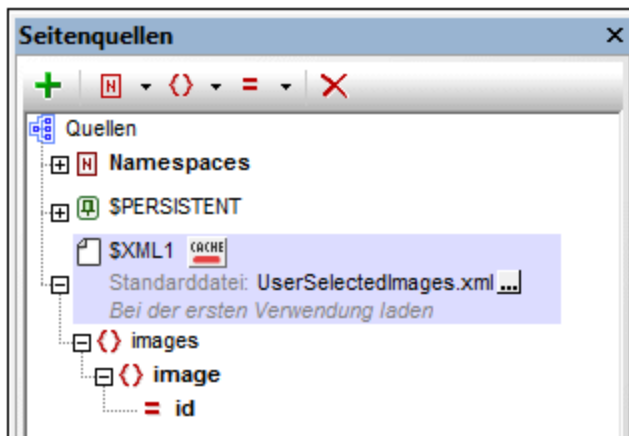 Seitenquellen
Quellen
Namespaces
$PERSISTENT
$XML1 CACHE
Standarddatei: UserSelectedImages.xml ...
Bei der ersten Verwendung laden
{} images
{} image
= id